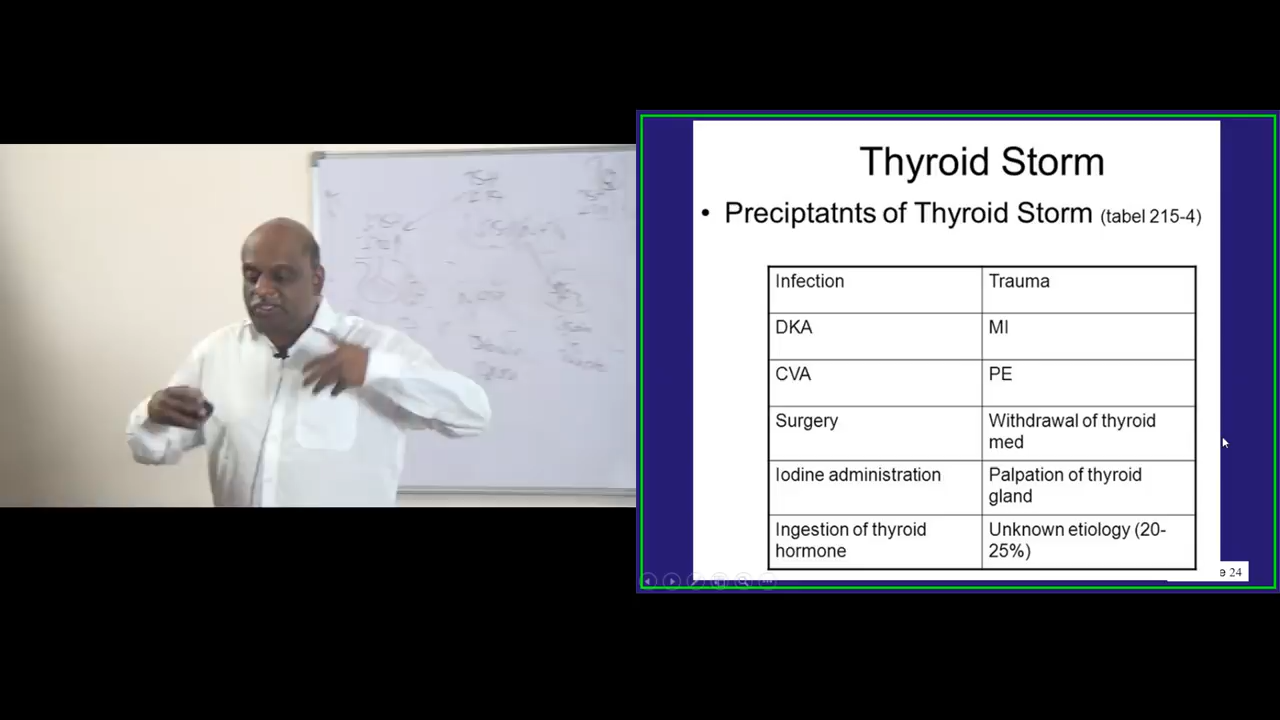 Thyroid Storm
• Preciptatnts of Thyroid Storm (tabel 215-4)
Infection
Trauma
DKA
MI
CVA
PE
Surgery
Withdrawal of thyroid
med
Iodine administration
Palpation of thyroid
gland
Ingestion of thyroid
hormone
Unknown etiology (20-
25%)
24